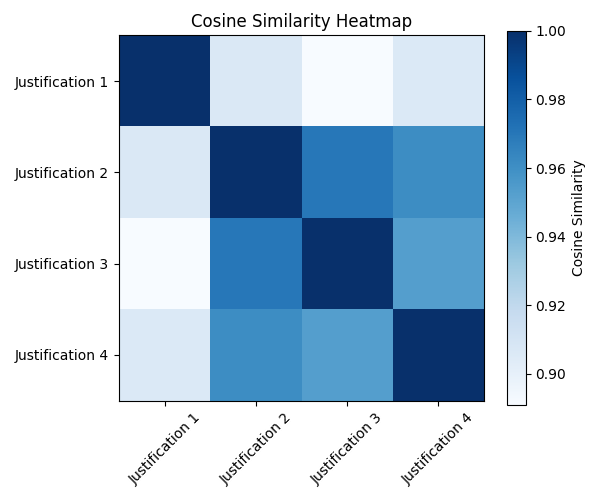 Cosine Similarity Heatmap
Justification 1
Justification 2
Justification 3
Justification 4
Justification 1
Justification 2
Justification 3
Justification 4
1.00
0.98
0.96
0.94
0.92
0.90
Cosine Similarity